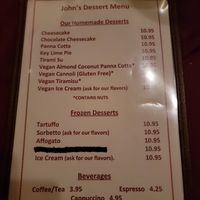 John's Dessert Menu
Our Homemade Desserts
Cheesecake 10.95
Chocolate Cheesecake 10.95
Panna Cotta 10.95
Key Lime Pie 10.95
Tirami Su 10.95
Vegan Almond Coconut Panna Cotta* 10.95
Vegan Cannoli (Gluten Free)* 10.95
Vegan Tiramisu* 10.95
Vegan Ice Cream (ask for our flavors) 10.95
*CONTAINS NUTS
Frozen Desserts
Tartuffo 10.95
Sorbetto (ask for our flavors) 10.95
Affogato 10.95
10.95
Ice Cream (ask for our flavors). 10.95
Beverages
Coffee/Tea 3.95 Espresso 4.25
Cappuccino 4.95